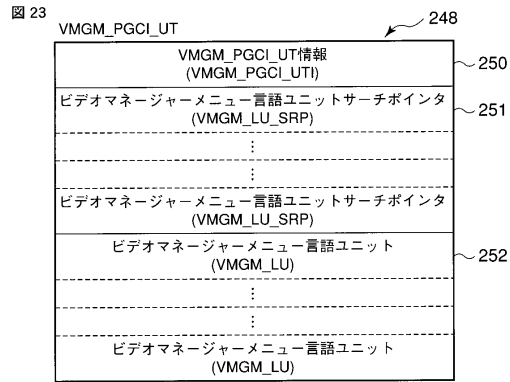 図 23
VMGM_PGCI_UT
248
VMGM_PGCI_UT情報
(VMGM_PGCI_UTI)
250
ビデオマネージャーメニュー言語ユニットサーチポインタ
(VMGM_LU_SRP)
251
⋮
⋮
ビデオマネージャーメニュー言語ユニットサーチポインタ
(VMGM_LU_SRP)
ビデオマネージャーメニュー言語ユニット
(VMGM_LU)
252
⋮
⋮
ビデオマネージャーメニュー言語ユニット
(VMGM_LU)